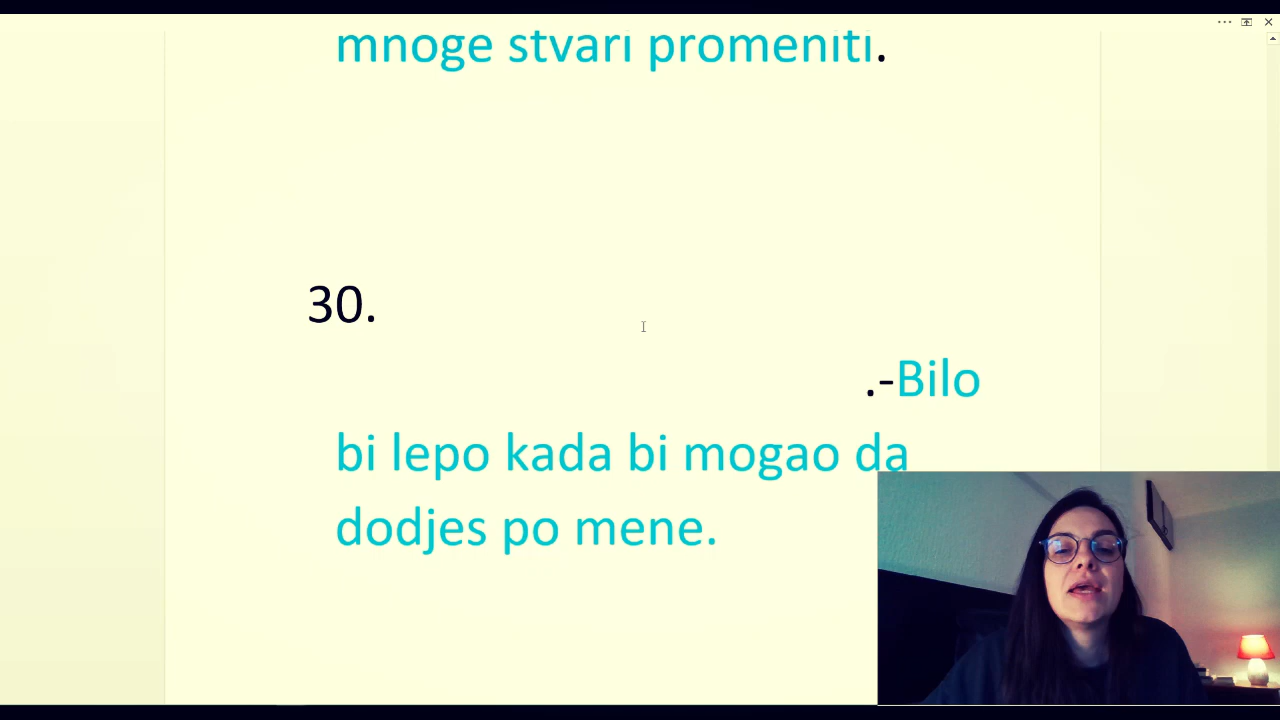 mnoge stvari promeniti.
30.
.-Bilo
bi lepo kada bi mogao da
dodjes po mene.